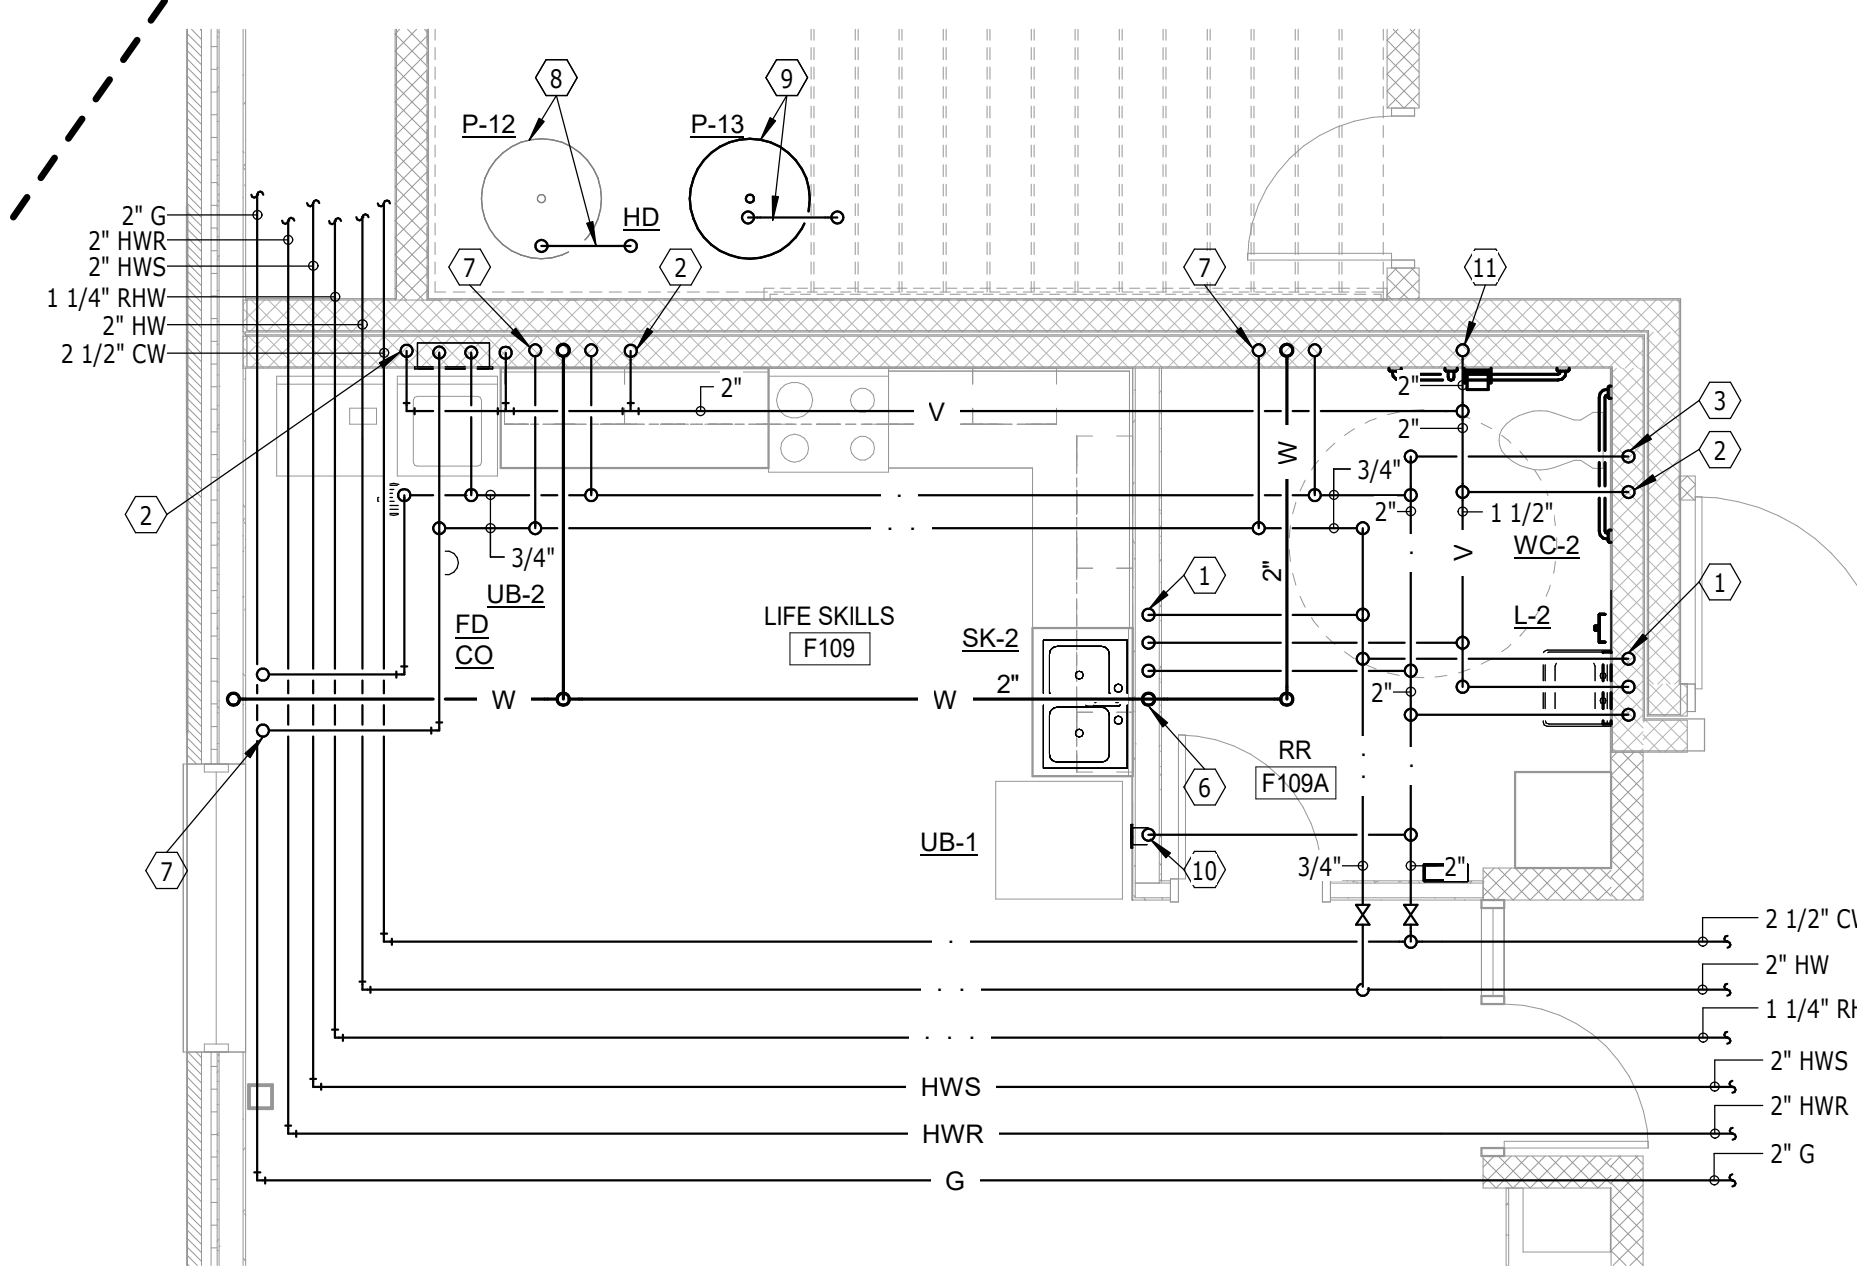 8
9
P-12
P-13
HD
2" G
2" HWR
2" HWS
1 1/4" RHW
2" HW
2 1/2" CW
7
2
7
11
2"
V
2"
2"
W
3
2
3/4"
2
2"
1 1/2"
3/4"
WC-2
V
2"
UB-2
1
1
FD
CO
LIFE SKILLS
F109
SK-2
L-2
2"
2"
W
W
RR
F109A
6
7
UB-1
10
3/4"
2"
2 1/2" CW
2" HW
1 1/4" RH
HWS
2" HWS
HWR
2" HWR
G
2" G